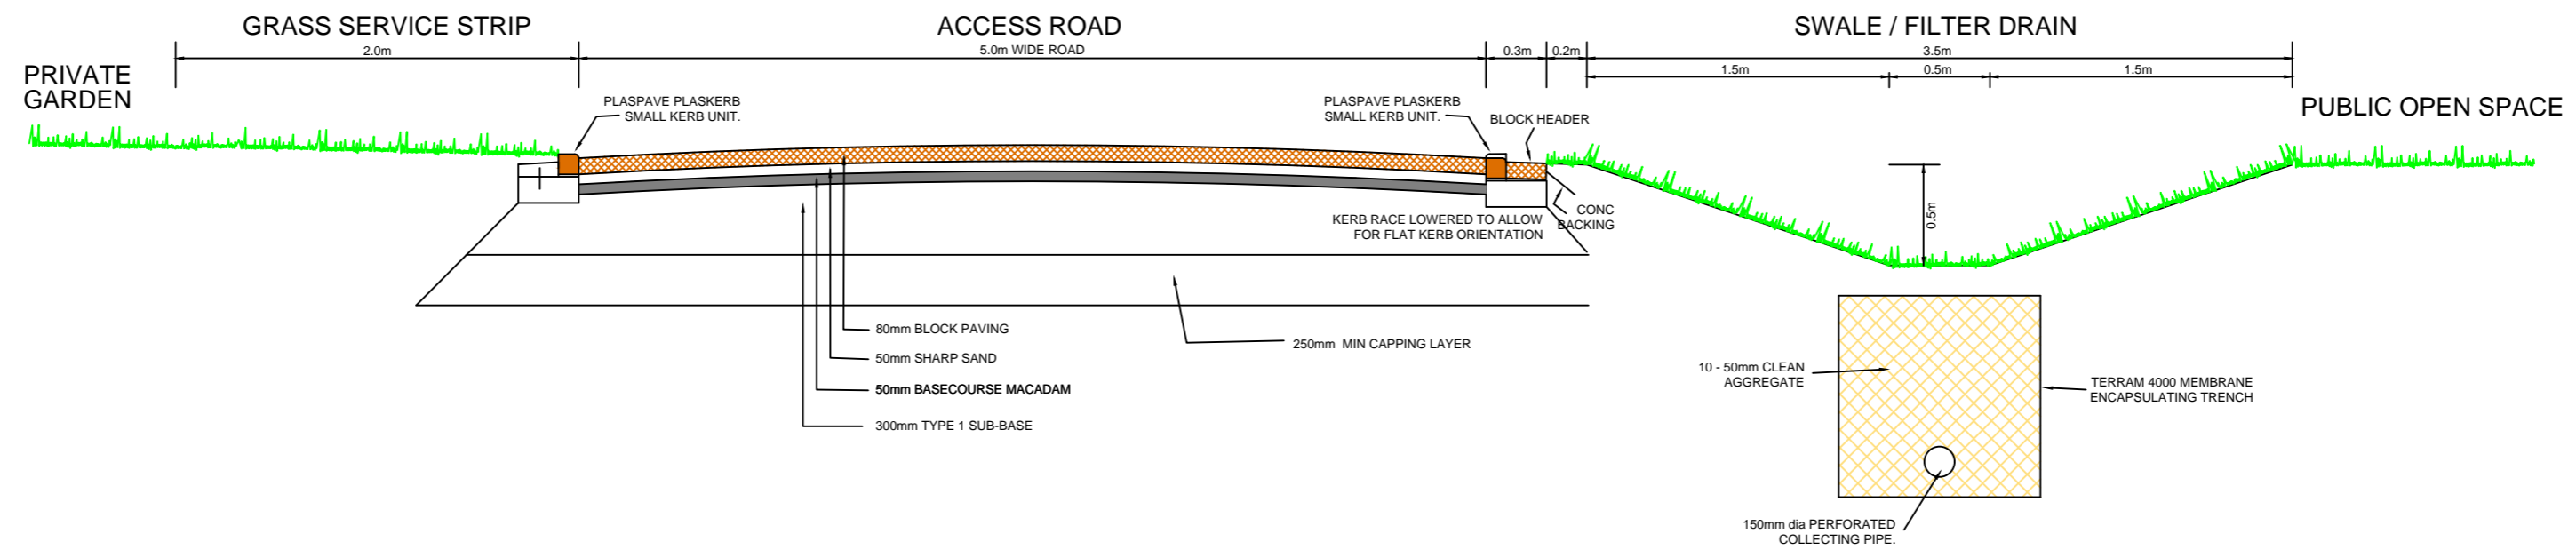 GRASS SERVICE STRIP
ACCESS ROAD
SWALE / FILTER DRAIN
2.0m
5.0m WIDE ROAD
0.3m
0.2m
3.5m
1.5m
0.5m
1.5m
PRIVATE
GARDEN
PLASPAVE PLASKERB
SMALL KERB UNIT.
PLASPAVE PLASKERB
SMALL KERB UNIT.
BLOCK HEADER
PUBLIC OPEN SPACE
KERB RACE LOWERED TO ALLOW
FOR FLAT KERB ORIENTATION
CONC
BACKING
0.5m
80mm BLOCK PAVING
50mm SHARP SAND
50mm BASECOURSE MACADAM
300mm TYPE 1 SUB-BASE
250mm MIN CAPPING LAYER
10 - 50mm CLEAN
AGGREGATE
TERRAM 4000 MEMBRANE
ENCAPSULATING TRENCH
150mm dia PERFORATED
COLLECTING PIPE.